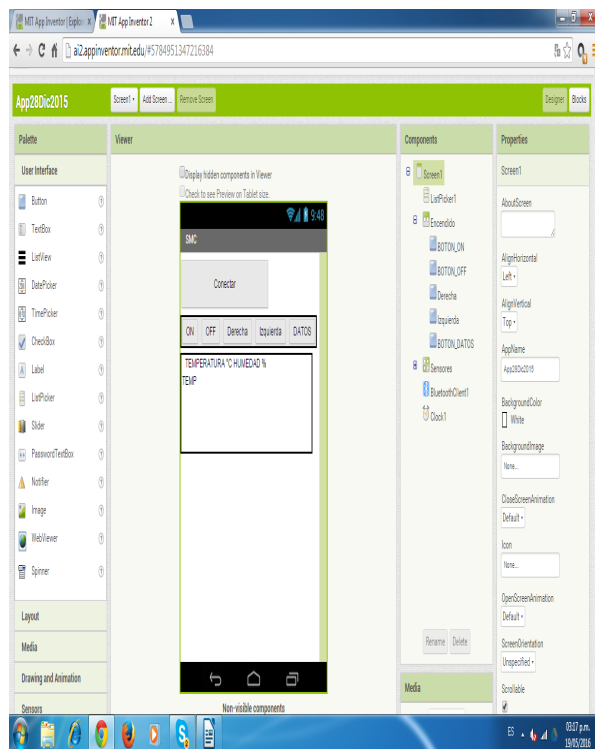 MIT App Inventor | Explor
MIT App Inventor 2
ai2.appinventor.mit.edu/#5784951347216384
App28Dic2015
Screen1
Add Screen ...
Remove Screen
Designer
Blocks
Palette
Viewer
Components
Properties
User Interface
Button
TextBox
ListView
DatePicker
TimePicker
CheckBox
Label
ListPicker
Slider
PasswordTextBox
Notifier
Image
WebViewer
Spinner
Layout
Media
Drawing and Animation
Sensors
Display hidden components in Viewer
Check to see Preview on Tablet size.
9:48
SMC
Conectar
ON OFF Derecha Izquierda DATOS
TEMPERATURA °C HUMEDAD %
TEMP
Non-visible components
Screen1
ListPicker1
Encendido
BOTON_ON
BOTON_OFF
Derecha
Izquierda
BOTON_DATOS
Sensores
BluetoothClient1
Clock1
Rename
Delete
Media
Screen1
AboutScreen
AlignHorizontal
Left
AlignVertical
Top
AppName
App28Dic2015
BackgroundColor
White
BackgroundImage
None...
CloseScreenAnimation
Default
Icon
None...
OpenScreenAnimation
Default
ScreenOrientation
Unspecified
Scrollable
ES
03:17 p.m.
19/05/2016